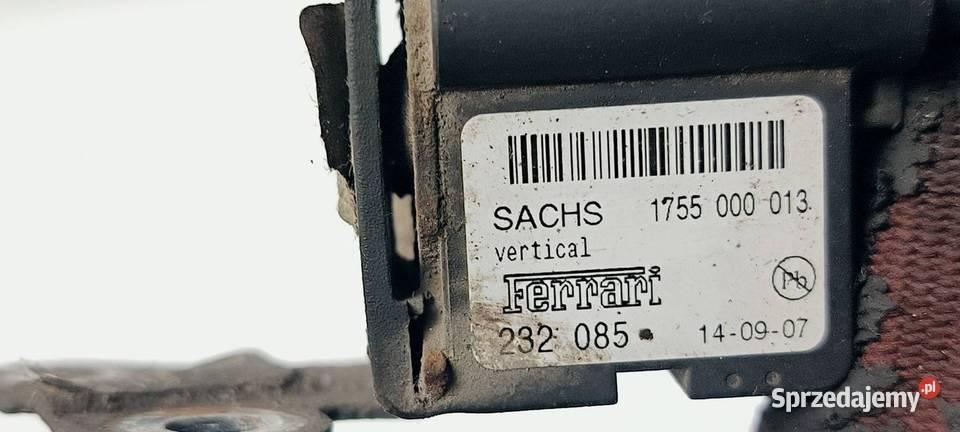 SACHS 1755 000 013
vertical
Ferrari
Pb
232 085 14-09-07
Sprzedajemy.pl